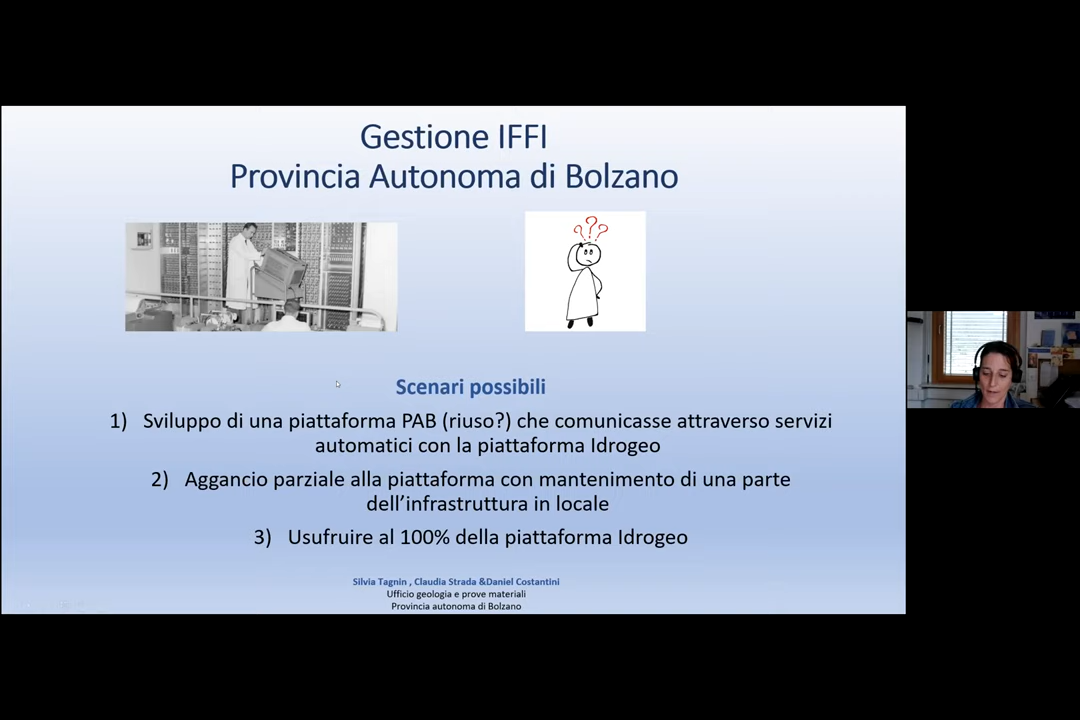 Gestione IFFI
Provincia Autonoma di Bolzano
???
Scenari possibili
1) Sviluppo di una piattaforma PAB (riuso?) che comunicasse attraverso servizi
automatici con la piattaforma Idrogeo
2) Aggancio parziale alla piattaforma con mantenimento di una parte
dell'infrastruttura in locale
3) Usufruire al 100% della piattaforma Idrogeo
Silvia Tagnin , Claudia Strada &Daniel Costantini
Ufficio geologia e prove materiali
Provincia autonoma di Bolzano